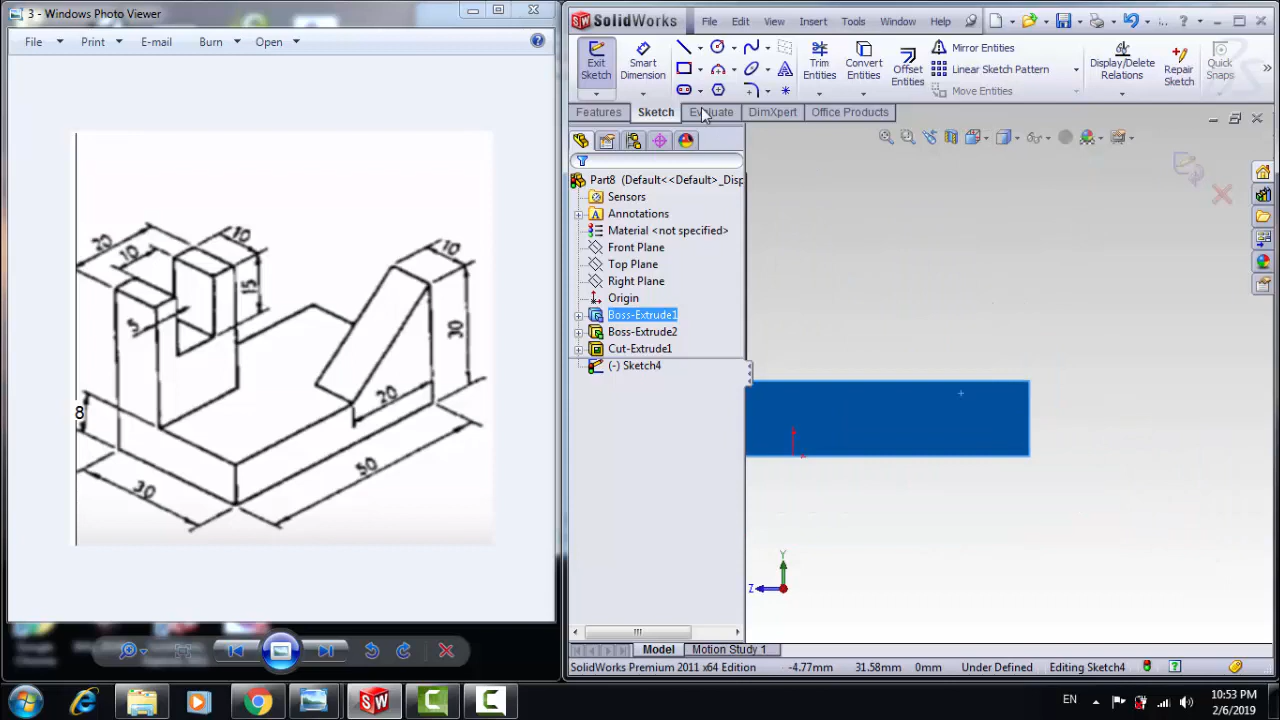 3 - Windows Photo Viewer
File Print E-mail Burn Open
20
10
10
15
5
10
30
20
8
50
30
SolidWorks
File Edit View Insert Tools Window Help
Exit Sketch
Smart Dimension
Trim Entities
Convert Entities
Offset Entities
Mirror Entities
Linear Sketch Pattern
Move Entities
Display/Delete Relations
Repair Sketch
Quick Snaps
Features Sketch Evaluate DimXpert Office Products
Part8 (Default<<Default>_Disp
Sensors
Annotations
Material <not specified>
Front Plane
Top Plane
Right Plane
Origin
Boss-Extrude1
Boss-Extrude2
Cut-Extrude1
(-) Sketch4
Y
Z
Model Motion Study 1
SolidWorks Premium 2011 x64 Edition -4.77mm 31.58mm 0mm Under Defined Editing Sketch4
EN
10:53 PM
2/6/2019